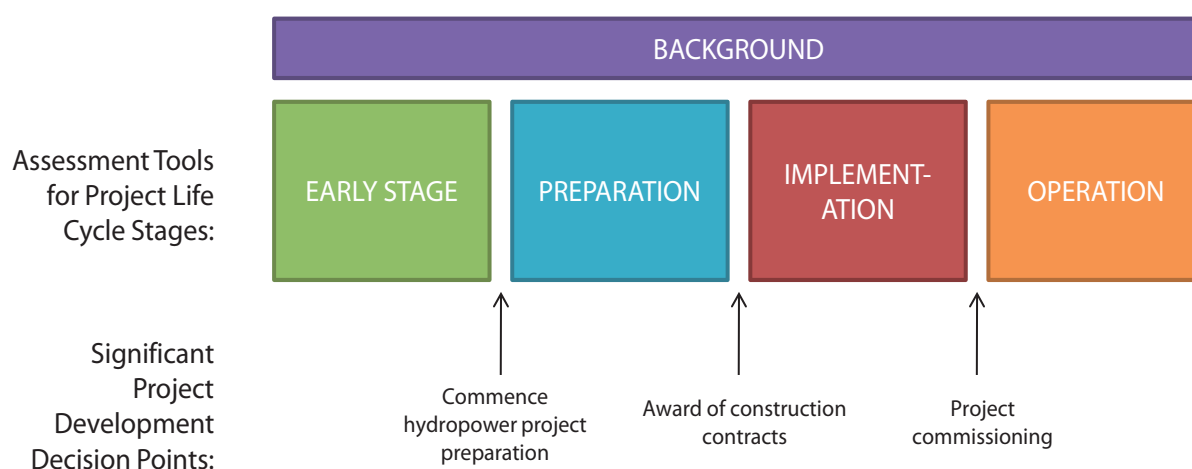 BACKGROUND
Assessment Tools
for Project Life
Cycle Stages:
EARLY STAGE
PREPARATION
IMPLEMENT-
ATION
OPERATION
Significant
Project
Development
Decision Points:
Commence
hydropower project
preparation
Award of construction
contracts
Project
commissioning